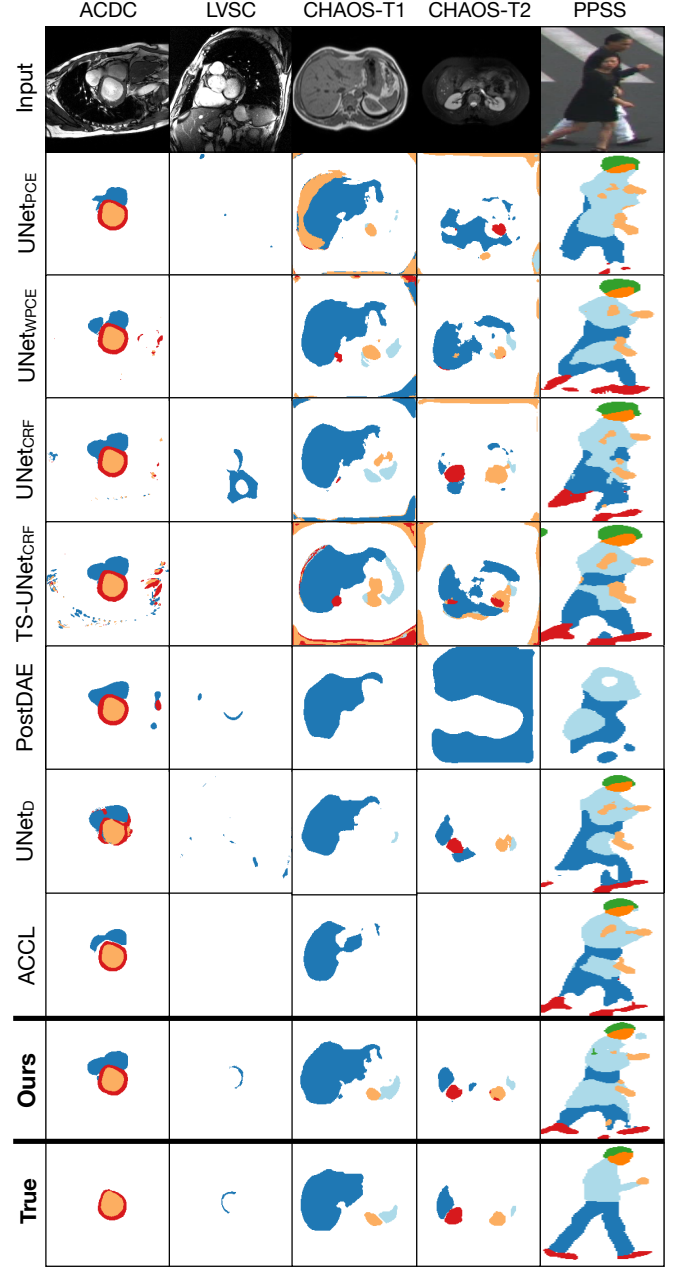 ACDC LVSC CHAOS-T1 CHAOS-T2 PPSS
Input
UNetPCE
UNetWPCE
UNetCRF
TS-UNetCRF
PostDAE
UNetD
ACCL
Ours
True